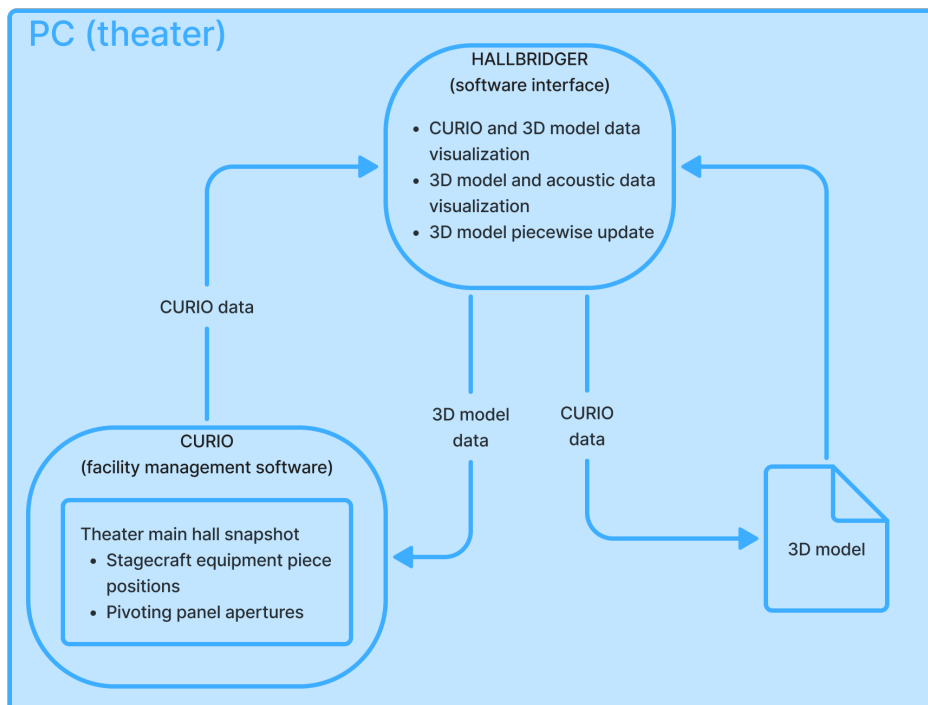 PC (theater)
HALLBRIDGER
(software interface)
• CURIO and 3D model data
visualization
• 3D model and acoustic data
visualization
• 3D model piecewise update
CURIO data
3D model
data
CURIO
data
CURIO
(facility management software)
Theater main hall snapshot
• Stagecraft equipment piece
positions
• Pivoting panel apertures
3D model